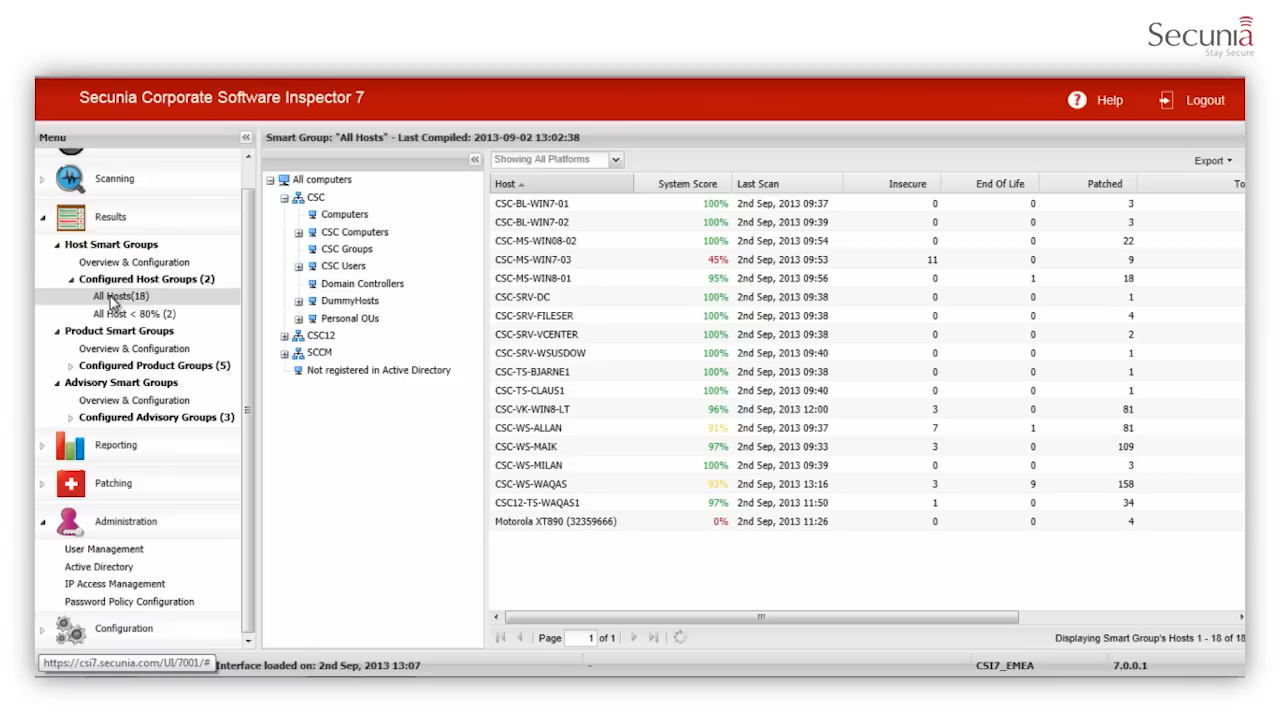 Secunia
Stay Secure
Secunia Corporate Software Inspector 7
Help
Logout
Menu
Smart Group: "All Hosts" - Last Compiled: 2013-09-02 13:02:38
Showing All Platforms
Export
Scanning
Results
Host Smart Groups
Overview & Configuration
Configured Host Groups (2)
All Hosts(18)
All Host < 80% (2)
Product Smart Groups
Overview & Configuration
Configured Product Groups (5)
Advisory Smart Groups
Overview & Configuration
Configured Advisory Groups (3)
Reporting
Patching
Administration
User Management
Active Directory
IP Access Management
Password Policy Configuration
Configuration
All computers
CSC
Computers
CSC Computers
CSC Groups
CSC Users
Domain Controllers
DummyHosts
Personal OUs
CSC12
SCCM
Not registered in Active Directory
Host System Score Last Scan Insecure End Of Life Patched To
CSC-BL-WIN7-01 100% 2nd Sep, 2013 09:37 0 0 3
CSC-BL-WIN7-02 100% 2nd Sep, 2013 09:39 0 0 3
CSC-MS-WIN08-02 100% 2nd Sep, 2013 09:54 0 0 22
CSC-MS-WIN7-03 45% 2nd Sep, 2013 09:53 11 0 9
CSC-MS-WIN8-01 95% 2nd Sep, 2013 09:56 0 1 18
CSC-SRV-DC 100% 2nd Sep, 2013 09:38 0 0 1
CSC-SRV-FILESER 100% 2nd Sep, 2013 09:38 0 0 4
CSC-SRV-VCENTER 100% 2nd Sep, 2013 09:38 0 0 2
CSC-SRV-WSUSDOW 100% 2nd Sep, 2013 09:40 0 0 1
CSC-TS-BJARNE1 100% 2nd Sep, 2013 09:38 0 0 1
CSC-TS-CLAUS1 100% 2nd Sep, 2013 09:40 0 0 1
CSC-VK-WIN8-LT 96% 2nd Sep, 2013 12:00 3 0 81
CSC-WS-ALLAN 91% 2nd Sep, 2013 09:37 7 1 81
CSC-WS-MAIK 97% 2nd Sep, 2013 09:33 3 0 109
CSC-WS-MILAN 100% 2nd Sep, 2013 09:39 0 0 3
CSC-WS-WAQAS 93% 2nd Sep, 2013 13:16 3 9 158
CSC12-TS-WAQAS1 97% 2nd Sep, 2013 11:50 1 0 34
Motorola XT890 (32359666) 0% 2nd Sep, 2013 11:26 0 0 4
Page 1 of 1
Displaying Smart Group's Hosts 1 - 18 of 18
https://csi7.secunia.com/UI/7001/#
Interface loaded on: 2nd Sep, 2013 13:07
-
CSI7_EMEA
7.0.0.1